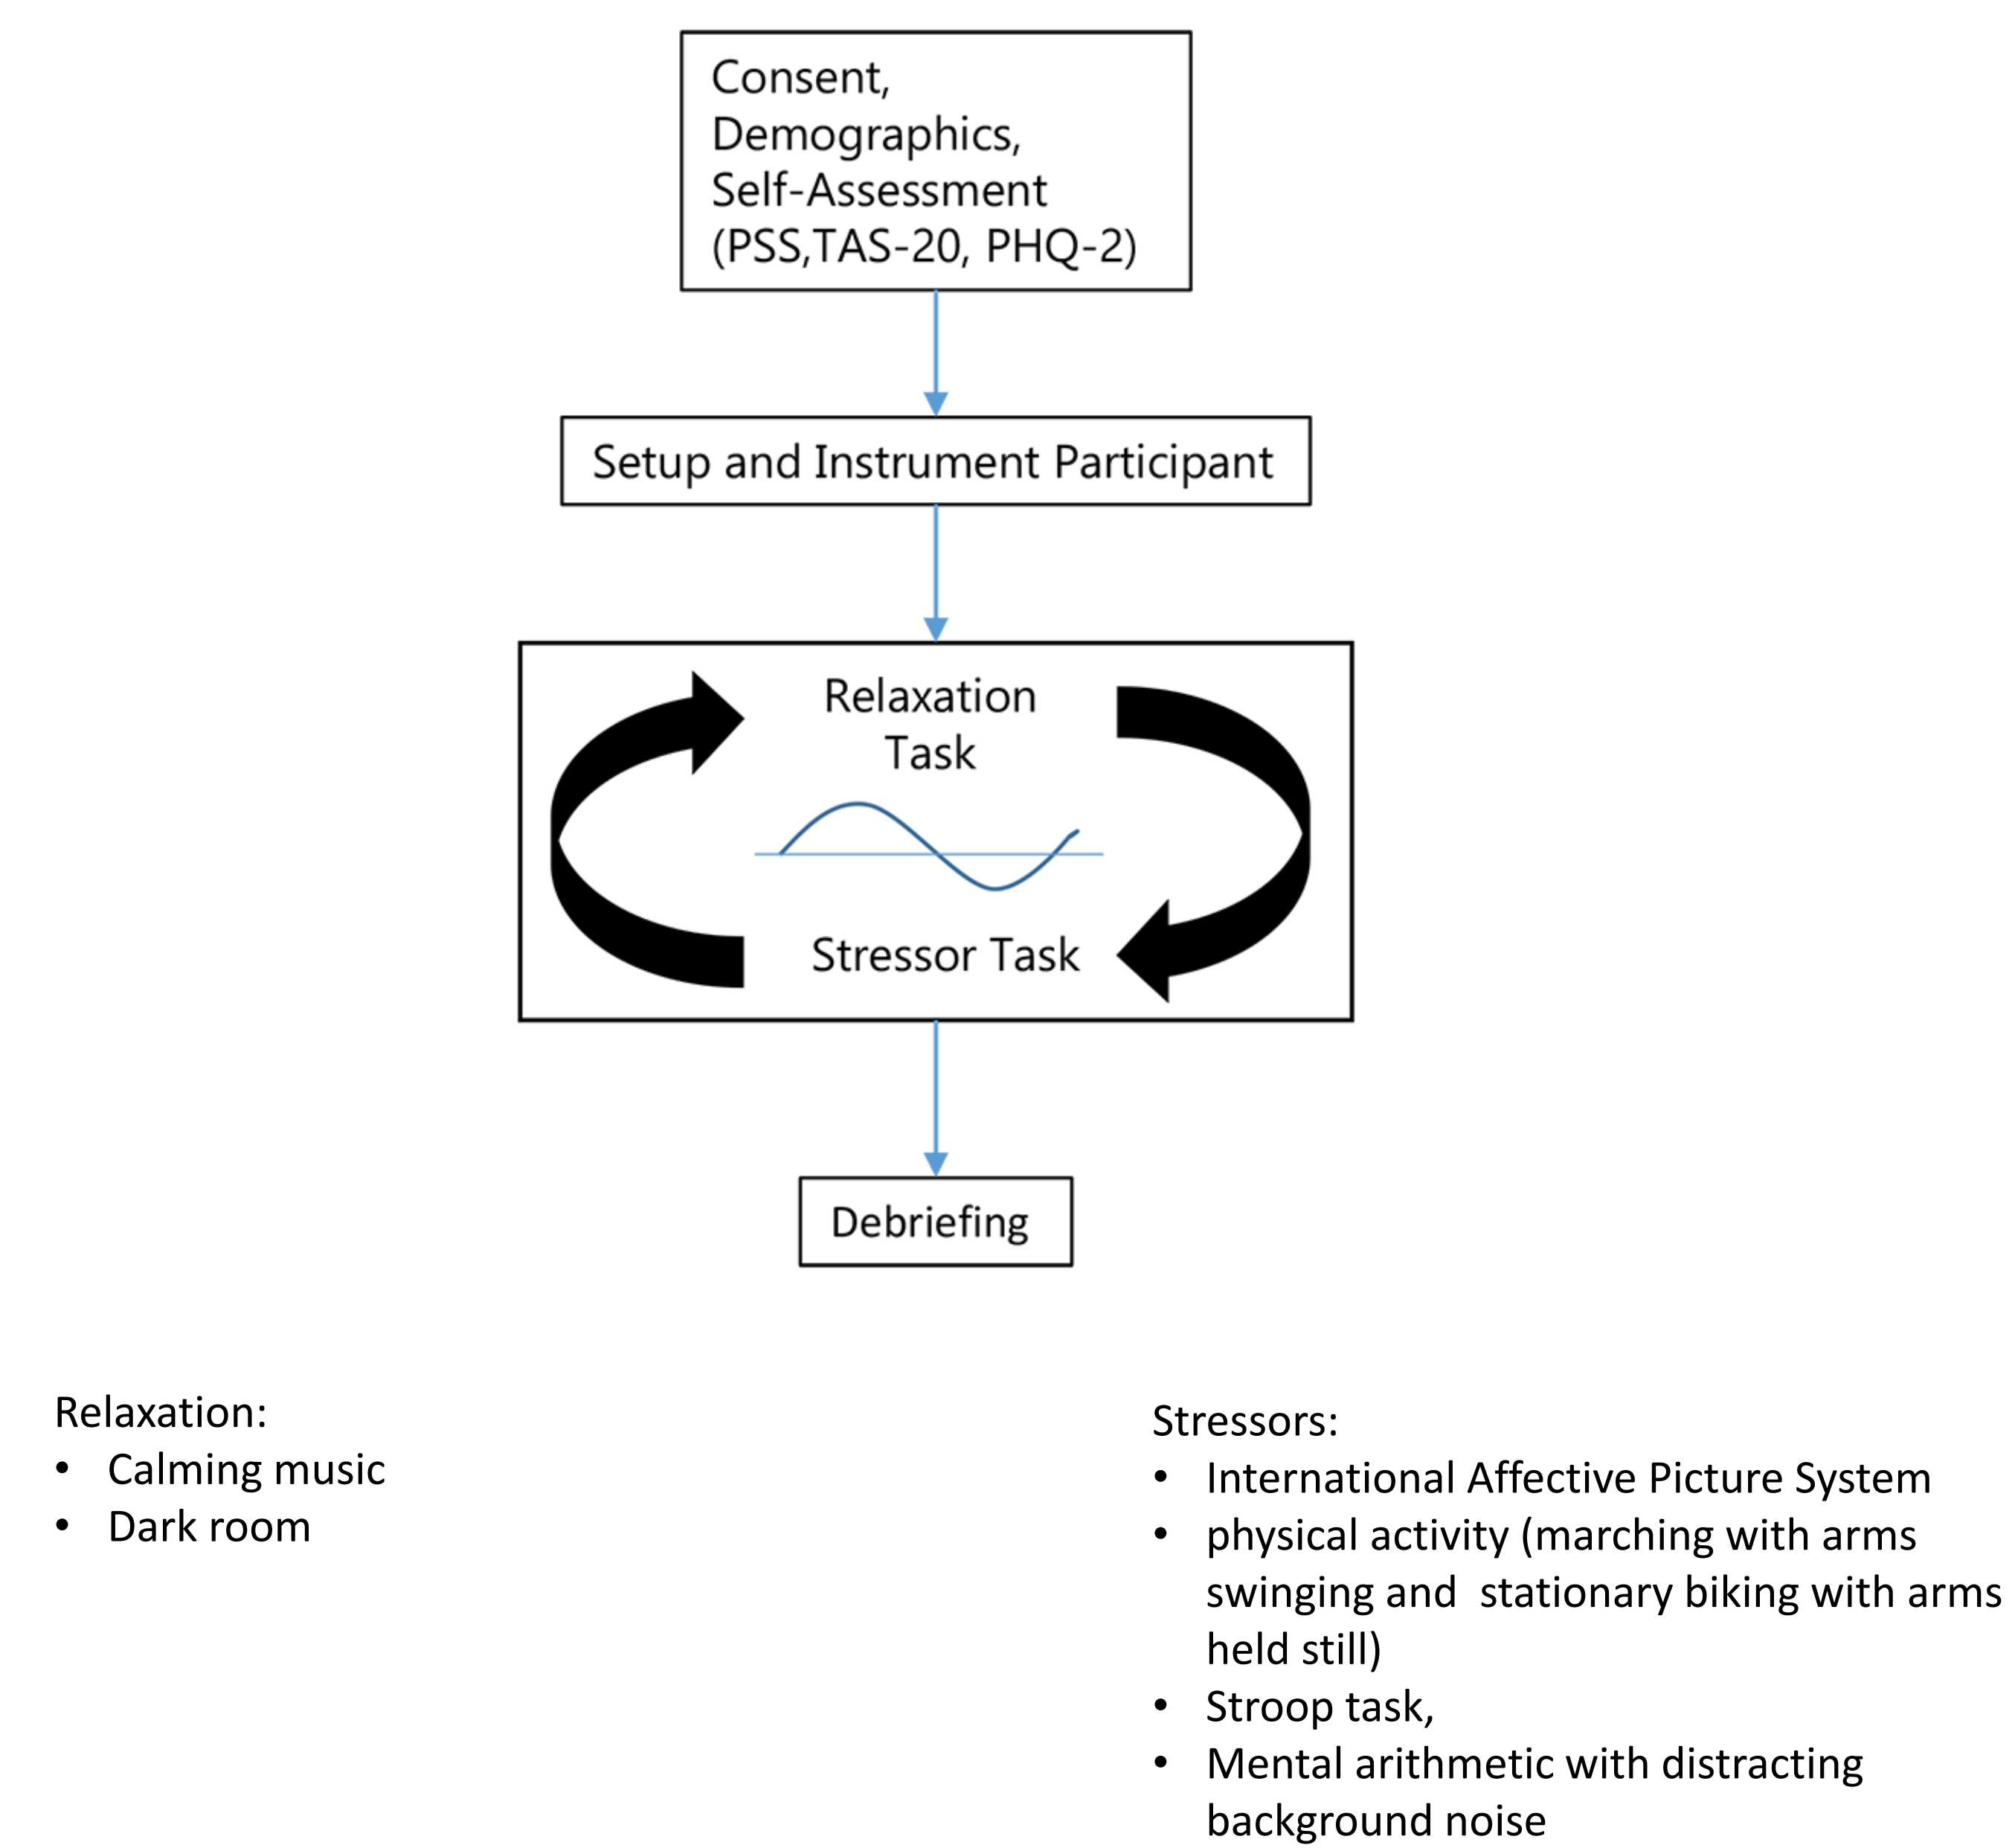 Consent,
Demographics,
Self-Assessment
(PSS,TAS-20, PHQ-2)
Setup and Instrument Participant
Relaxation
Task
Stressor Task
Debriefing
Relaxation:
• Calming music
• Dark room
Stressors:
• International Affective Picture System
• physical activity (marching with arms
swinging and  stationary biking with arms
held still)
• Stroop task,
• Mental arithmetic with distracting
background noise